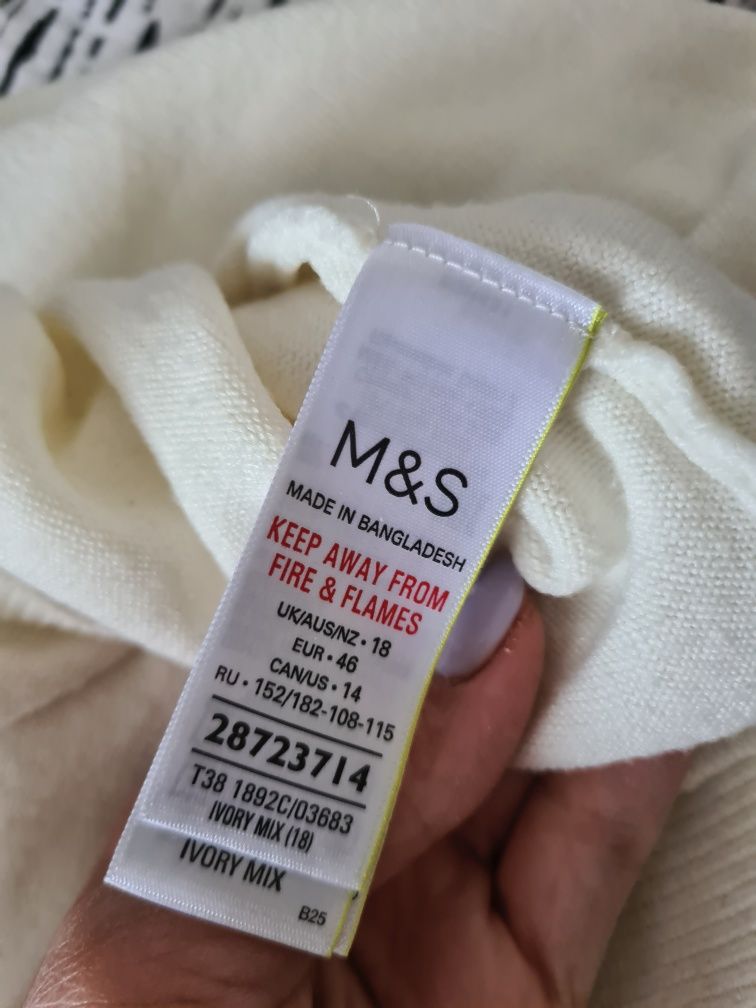 M&S
MADE IN BANGLADESH
KEEP AWAY FROM
FIRE & FLAMES
UK/AUS/NZ • 18
EUR • 46
CAN/US • 14
RU • 152/182-108-115
28723714
T38 1892C/03683
IVORY MIX (18)
IVORY MIX
B25